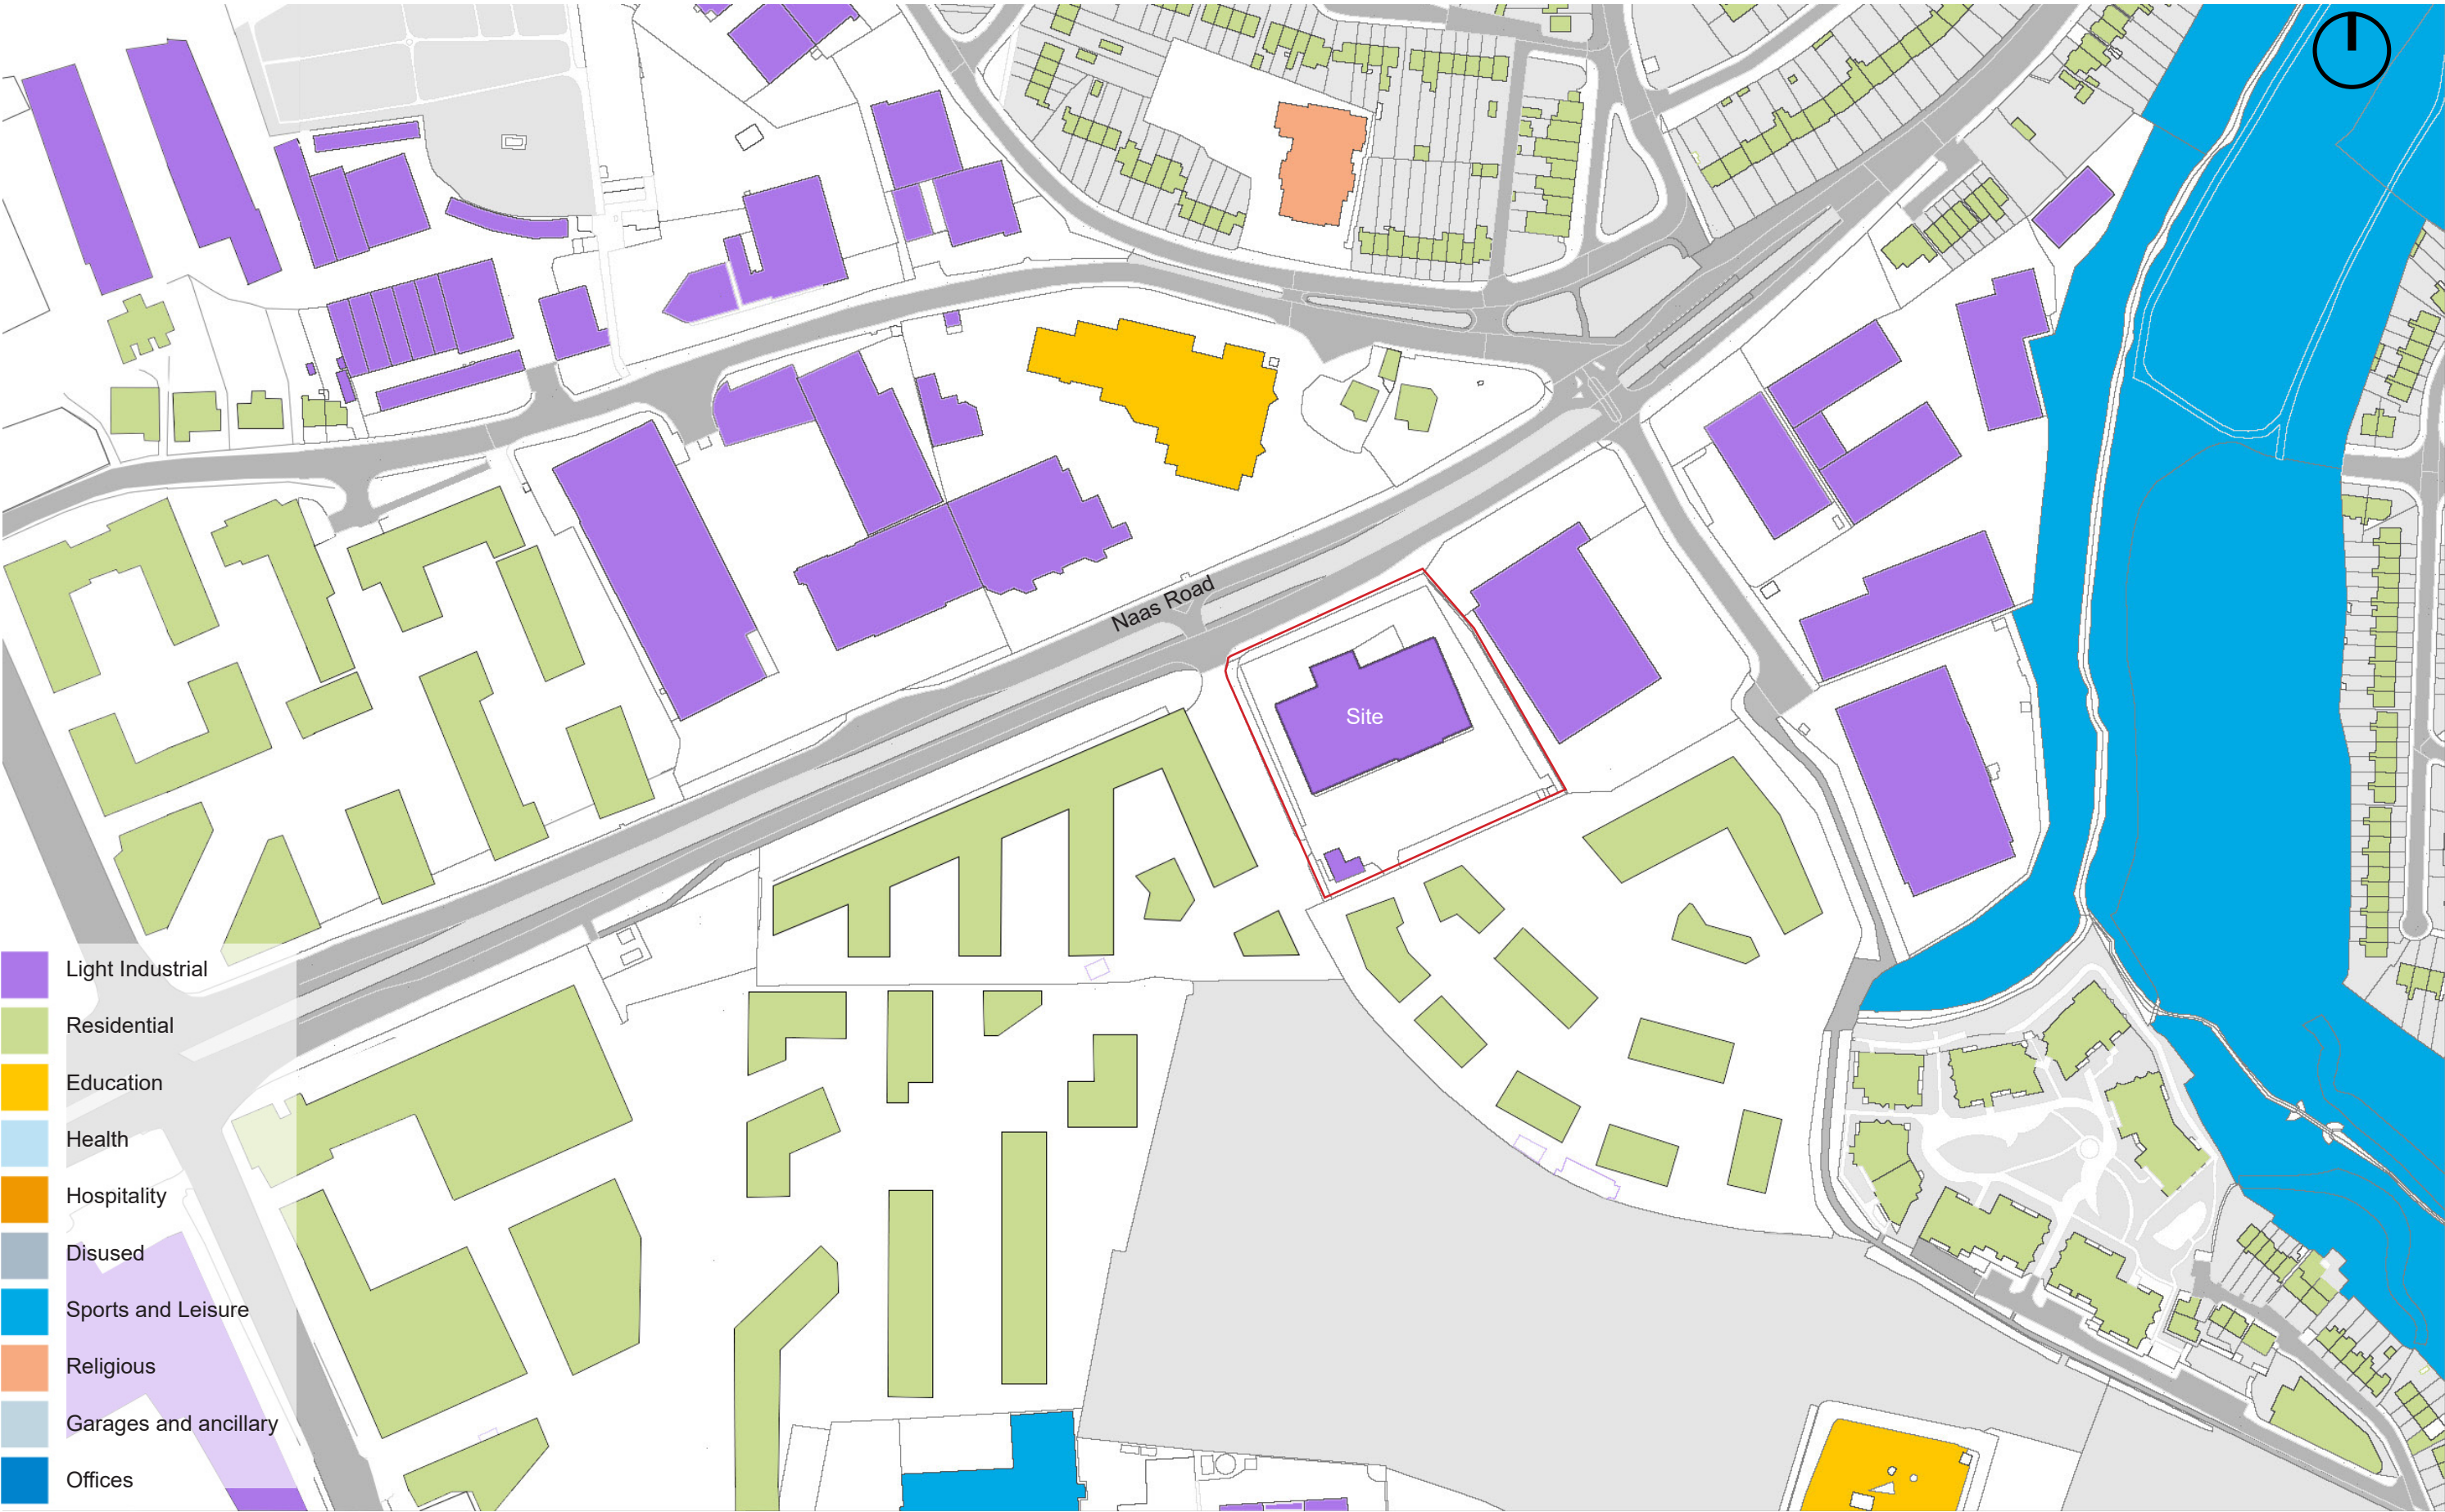 Naas Road
Site
Light Industrial
Residential
Education
Health
Hospitality
Disused
Sports and Leisure
Religious
Garages and ancillary
Offices